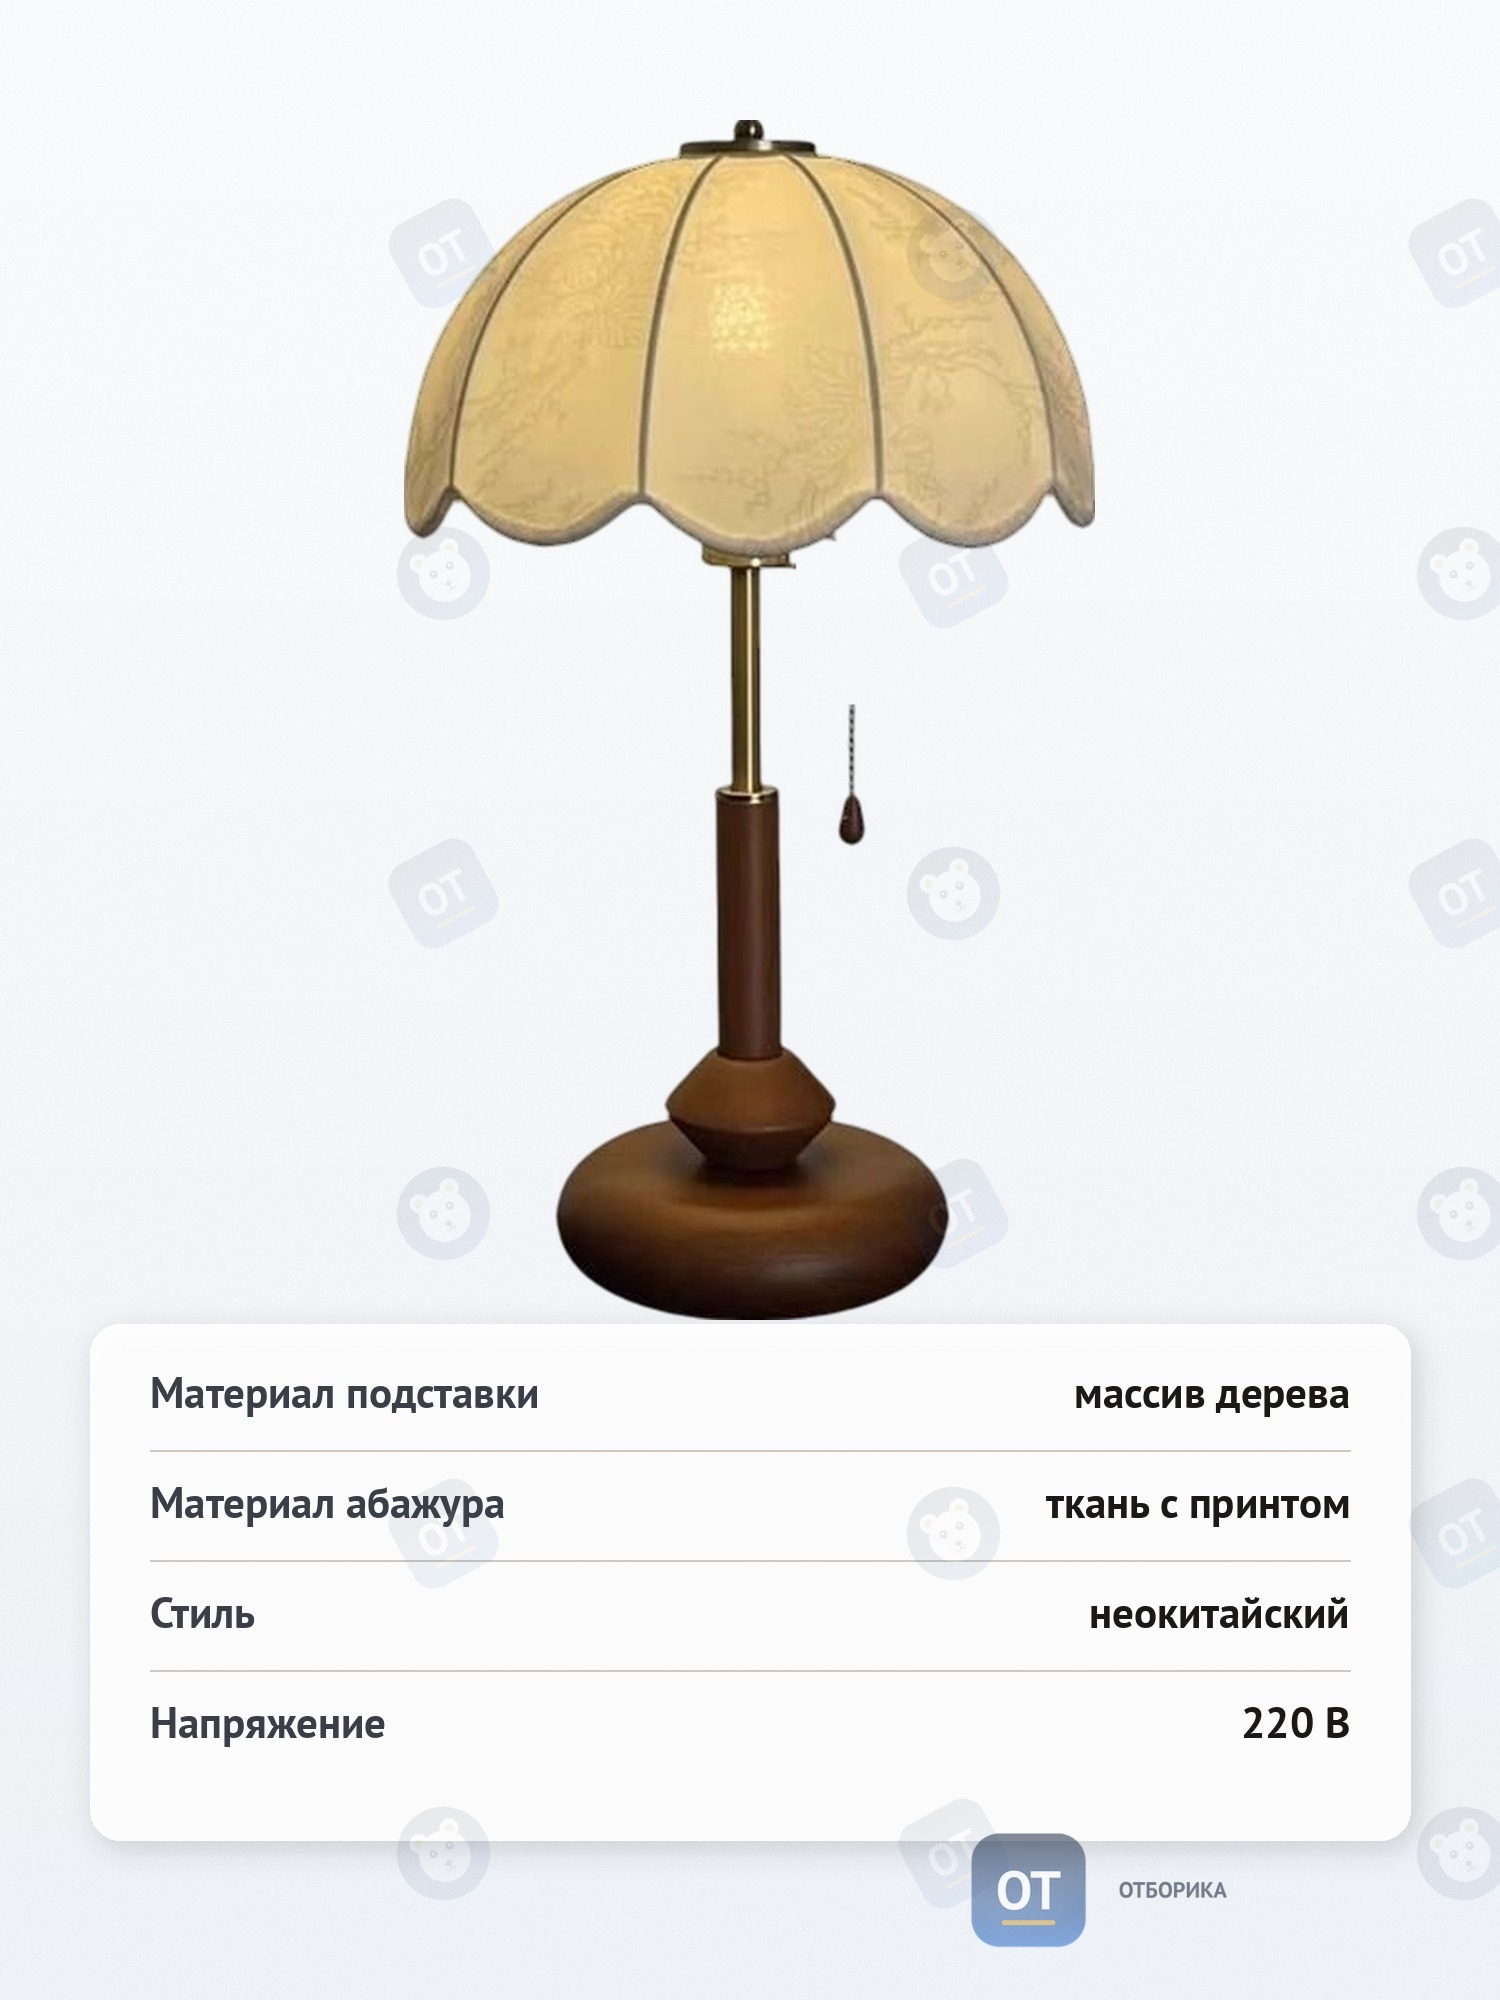 Материал подставки массив дерева
Материал абажура ткань с принтом
Стиль неокитайский
Напряжение 220 В
ОТ ОТБОРИКА